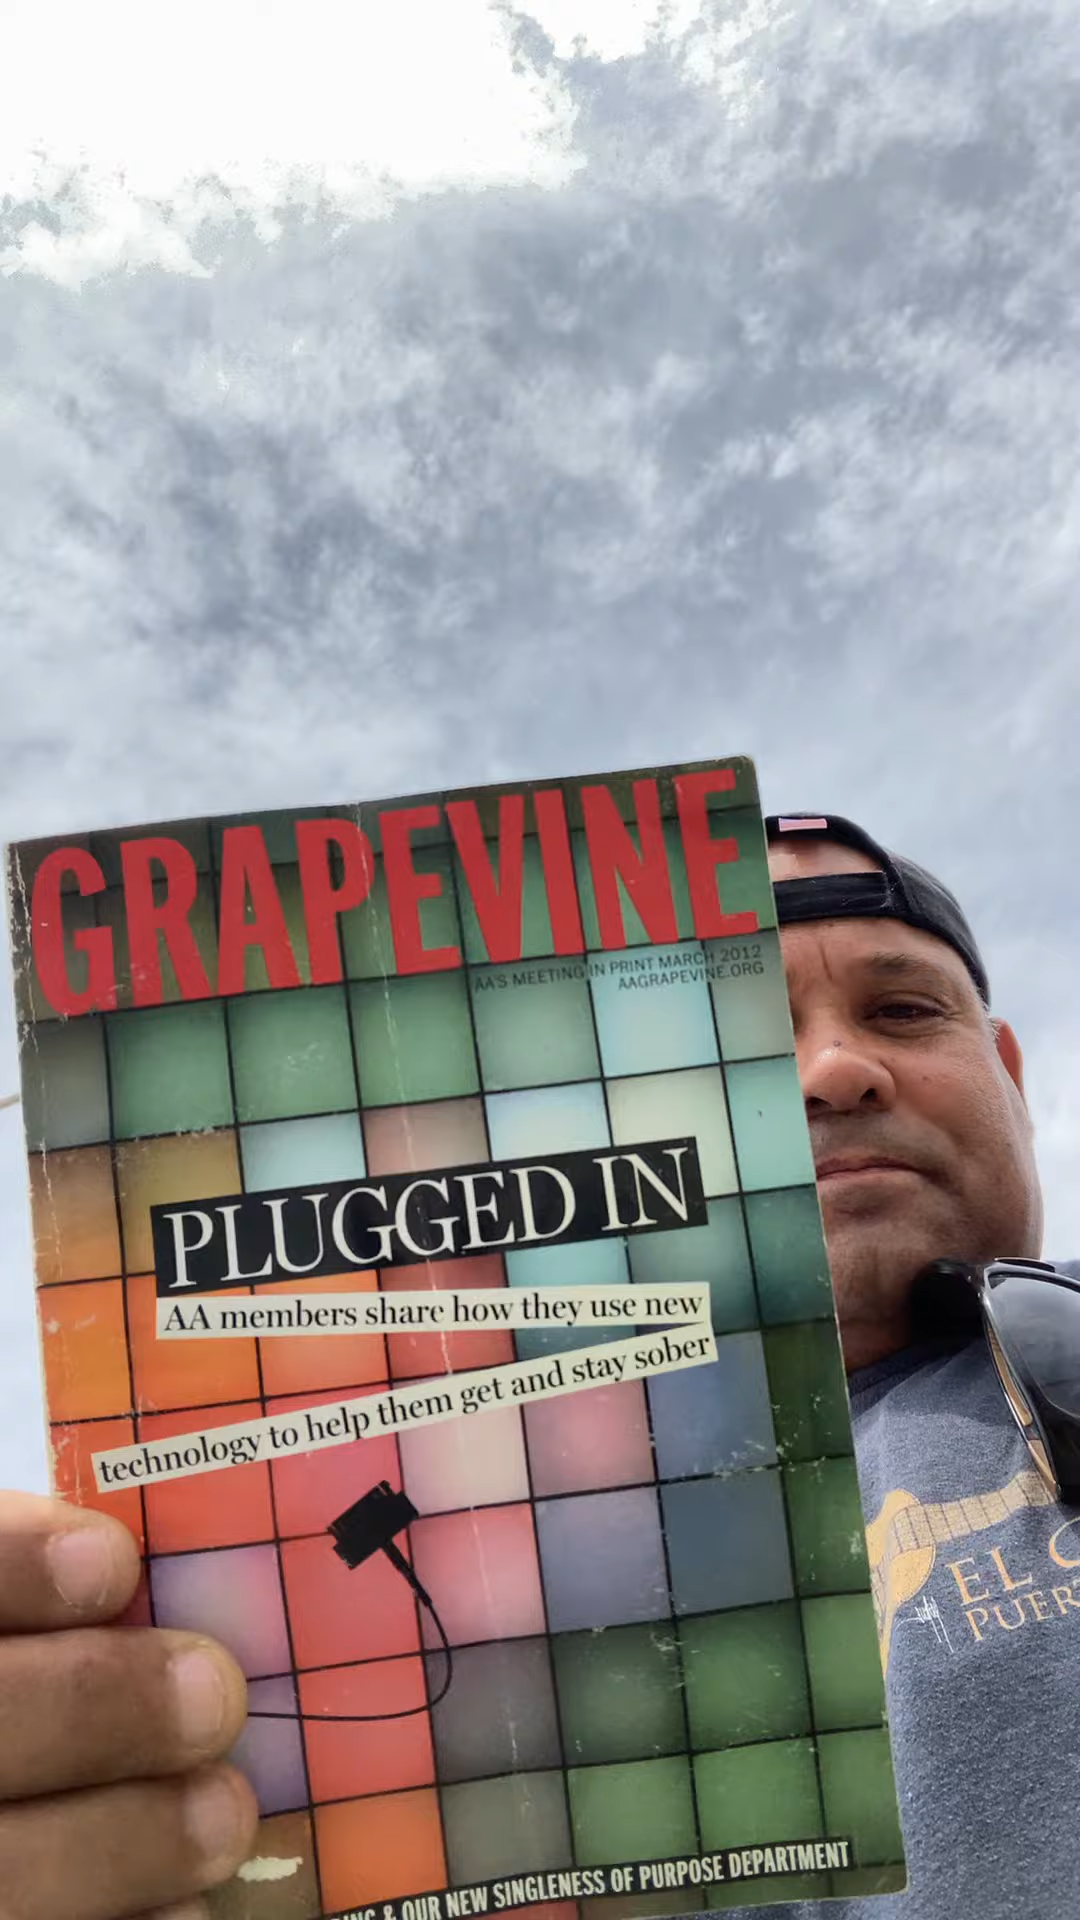 GRAPEVINE
AA'S MEETING IN PRINT MARCH 2012
AAGRAPEVINE.ORG
PLUGGED IN
AA members share how they use new
technology to help them get and stay sober
& OUR NEW SINGLENESS OF PURPOSE DEPARTMENT
EL